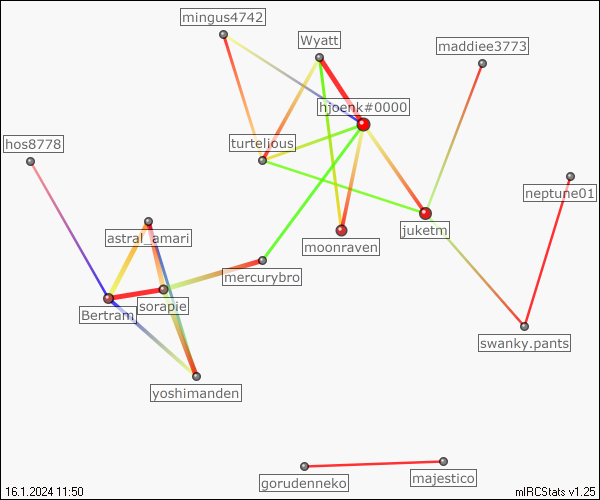 mingus4742
Wyatt
maddiee3773
hjoenk#0000
hos8778
turtelious
neptune01
juketm
astral_amari
moonraven
mercurybro
sorapie
Bertram_
swanky.pants
yoshimanden
majestico
gorudenneko
16.1.2024 11:50
mIRCStats v1.25